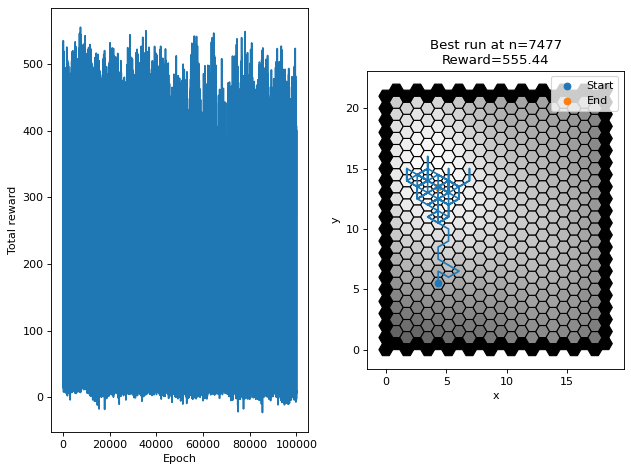 Total reward
500
400
300
200
100
0
0
20000
40000
60000
80000
100000
Epoch
Best run at n=7477
Reward=555.44
Start
End
y
20
15
10
5
0
0
5
10
15
x